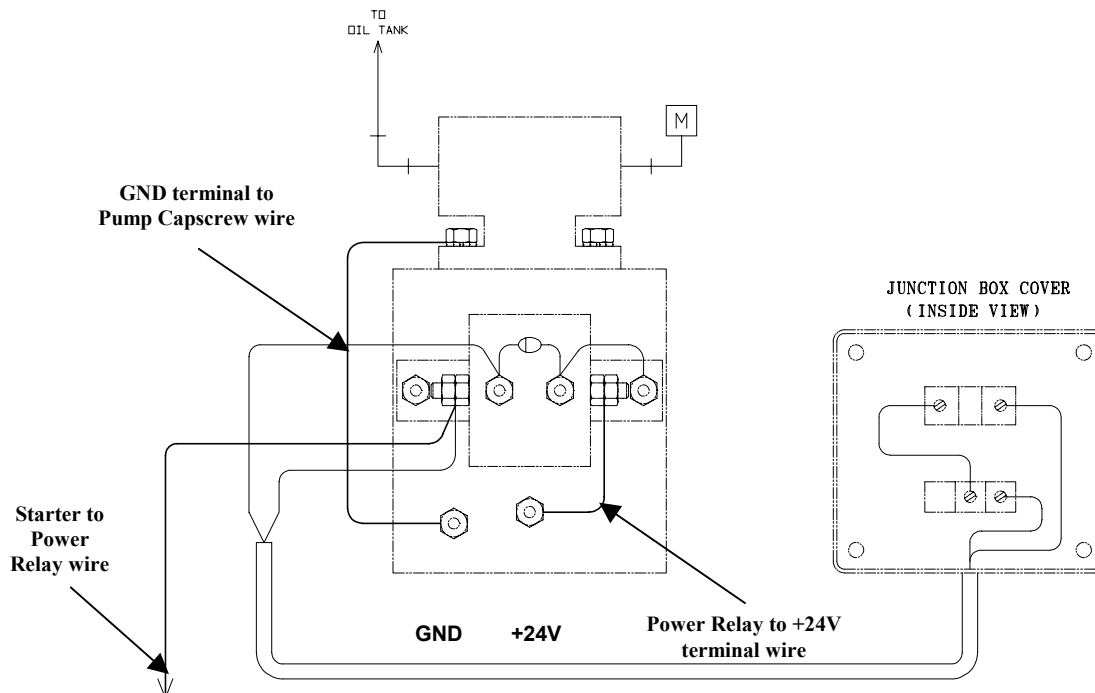 TO
OIL TANK
M
GND terminal to
Pump Capscrew wire
JUNCTION BOX COVER
(INSIDE VIEW)
Starter to
Power
Relay wire
GND +24V
Power Relay to +24V
terminal wire